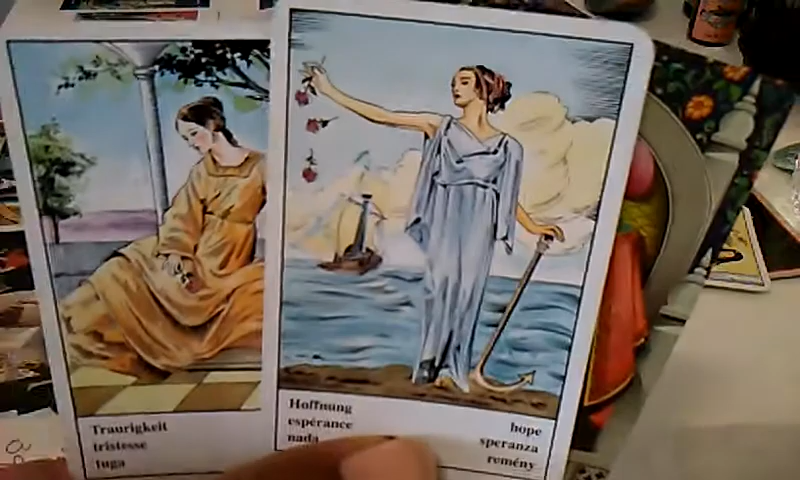 Traurigkeit
tristesse
tuga
Hoffnung
espérance
nada
hope
speranza
remény